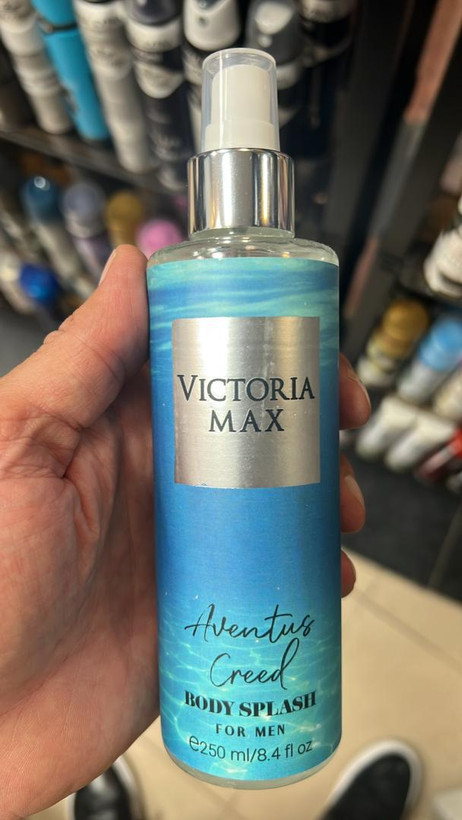 VICTORIA
MAX
Aventus
Creed
BODY SPLASH
FOR MEN
℮250 ml/8.4 fl oz